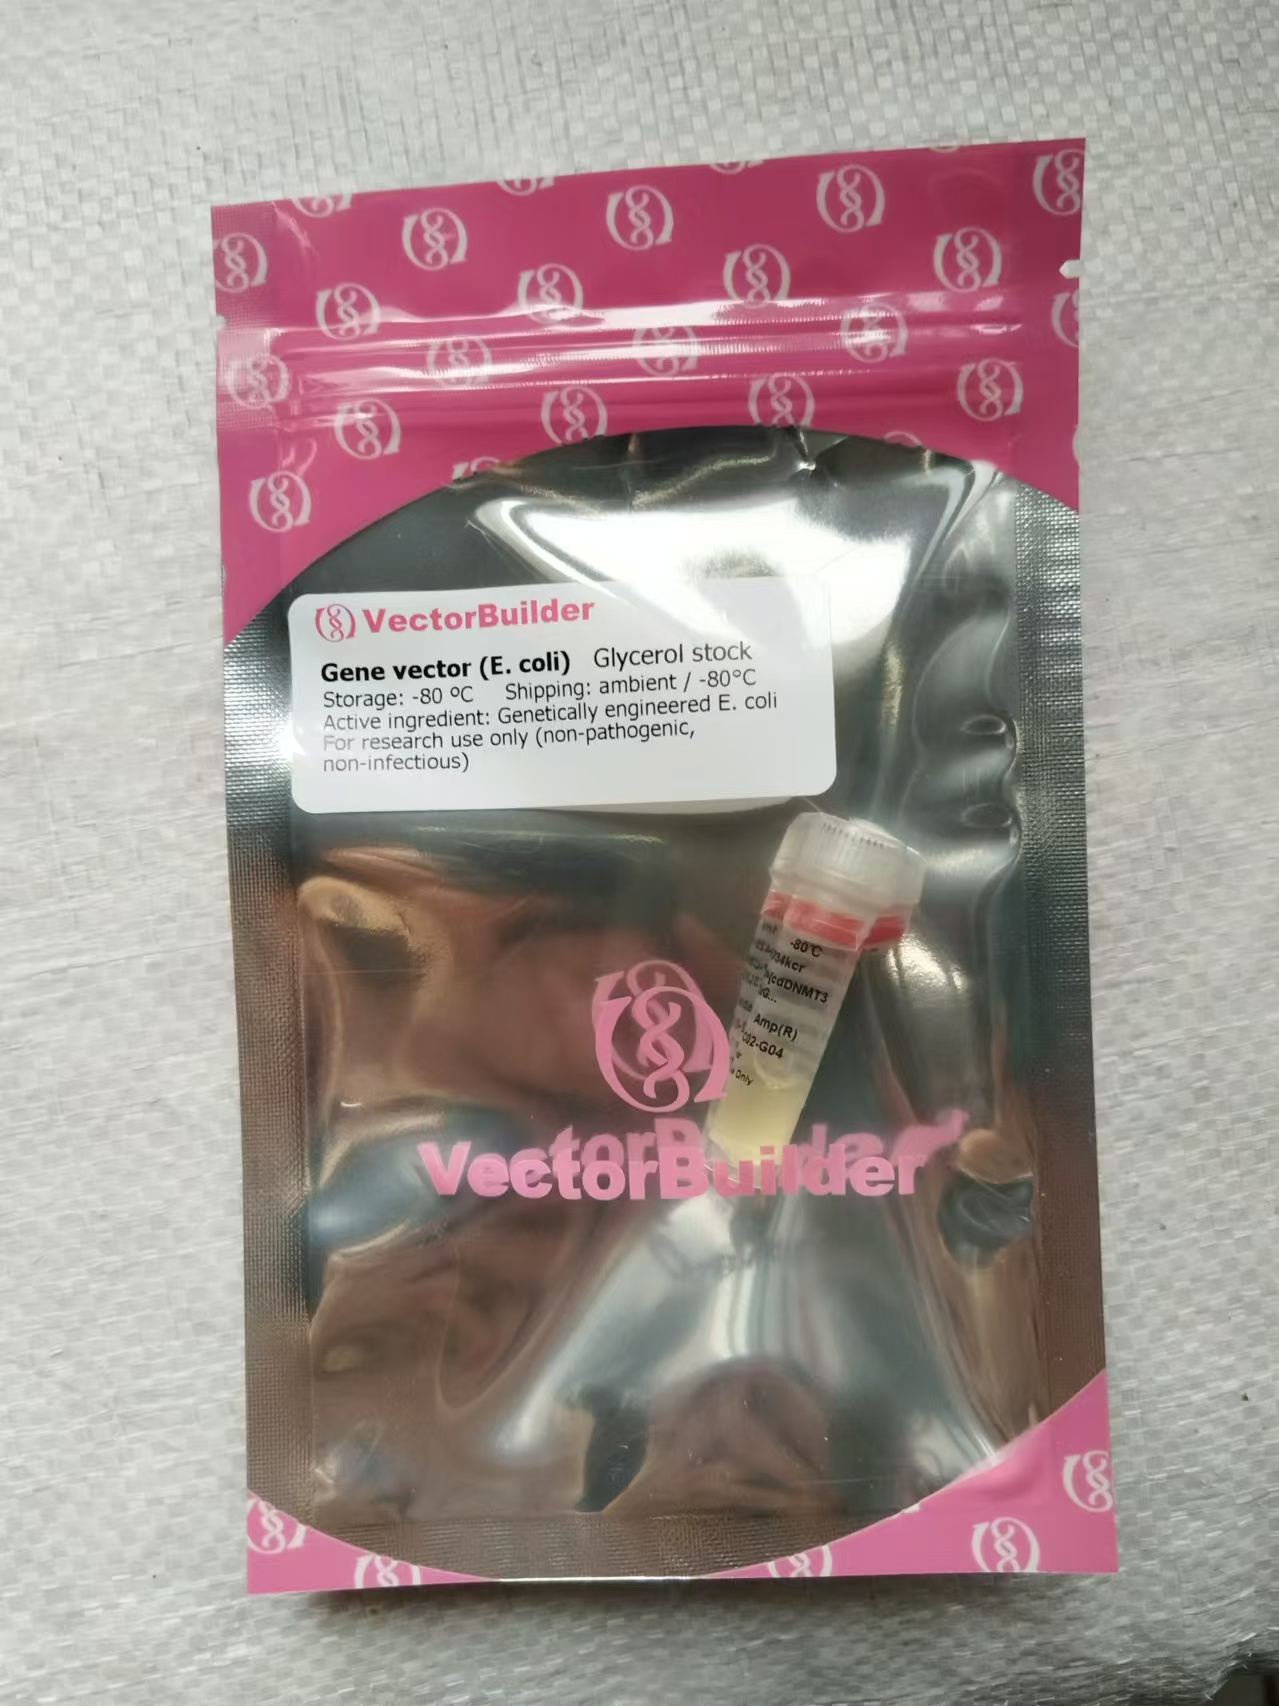 VectorBuilder
Gene vector (E. coli) Glycerol stock
Storage: -80 ºC Shipping: ambient / -80°C
Active ingredient: Genetically engineered E. coli
For research use only (non-pathogenic,
non-infectious)
-80℃
Amp(R)
Only
VectorBuilder